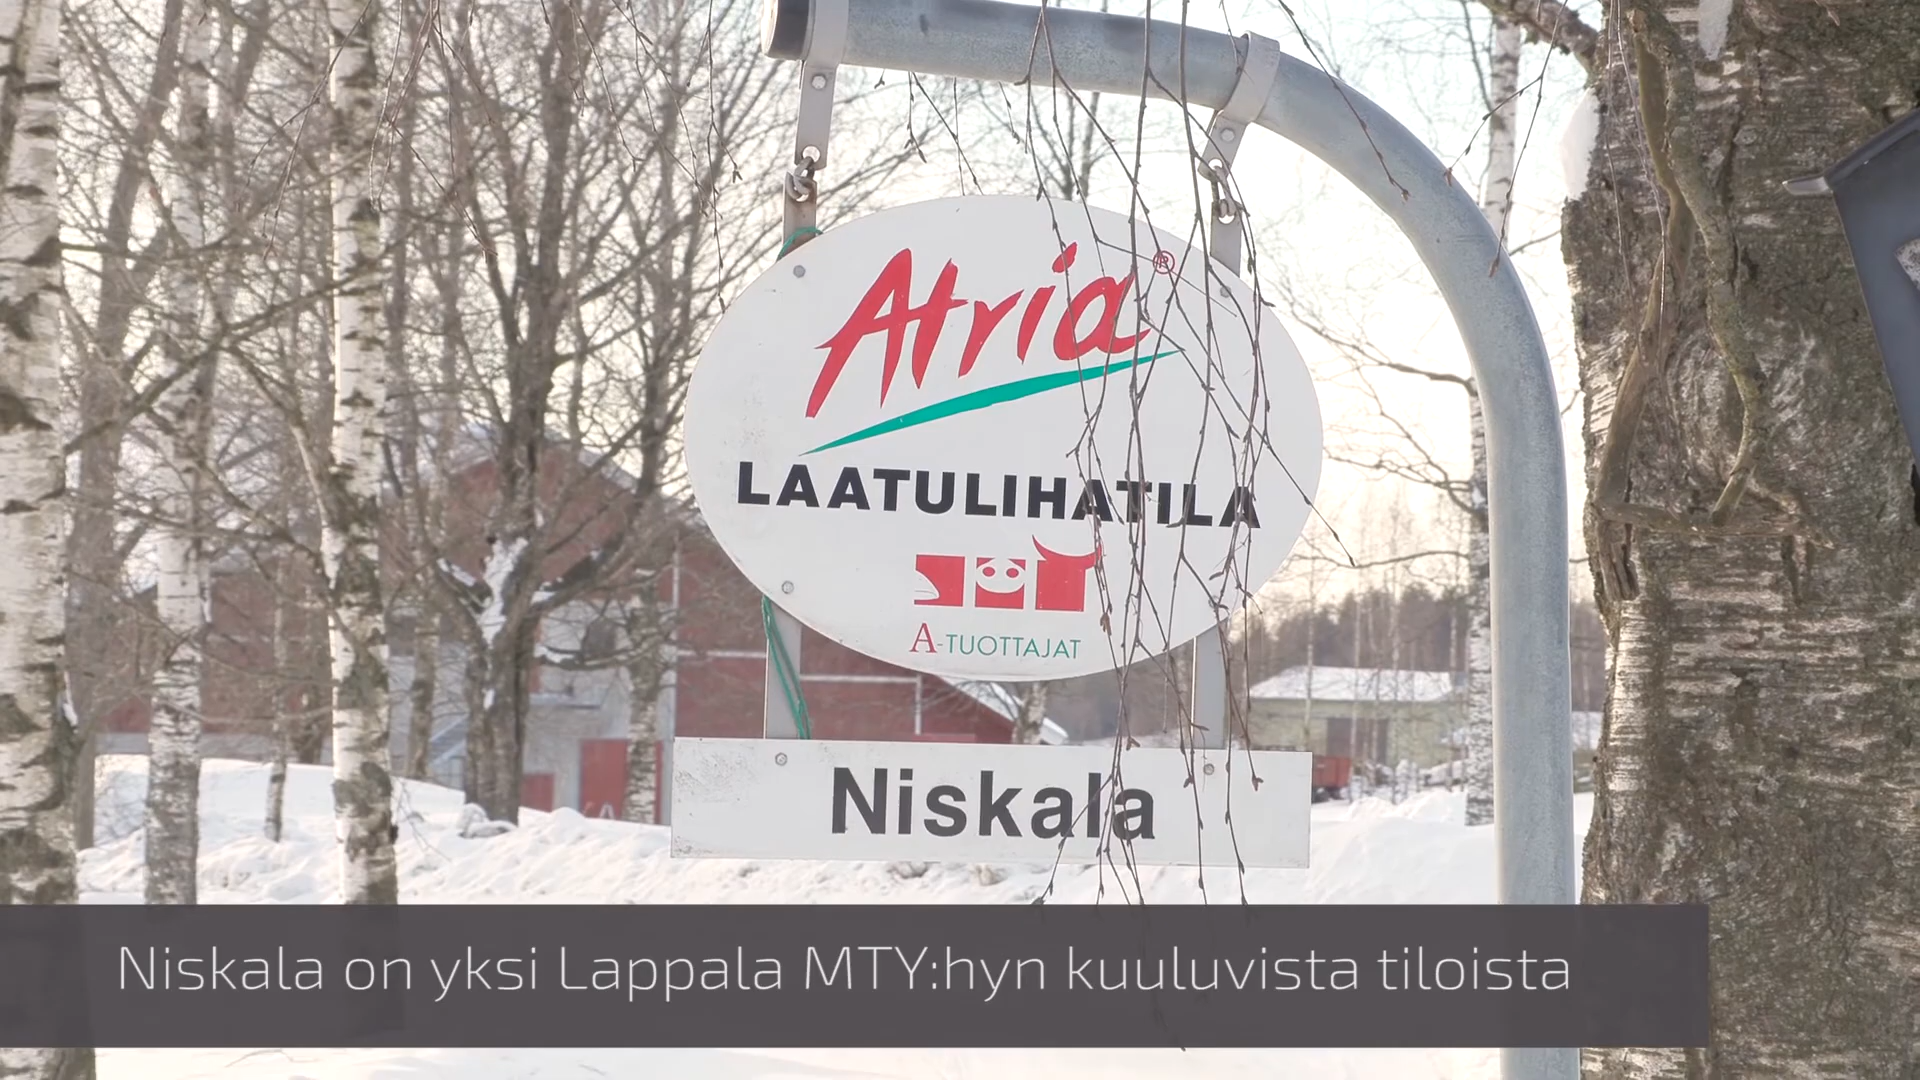 Atria®
LAATULIHATILA
A-TUOTTAJAT
Niskala
Niskala on yksi Lappala MTY:hyn kuuluvista tiloista